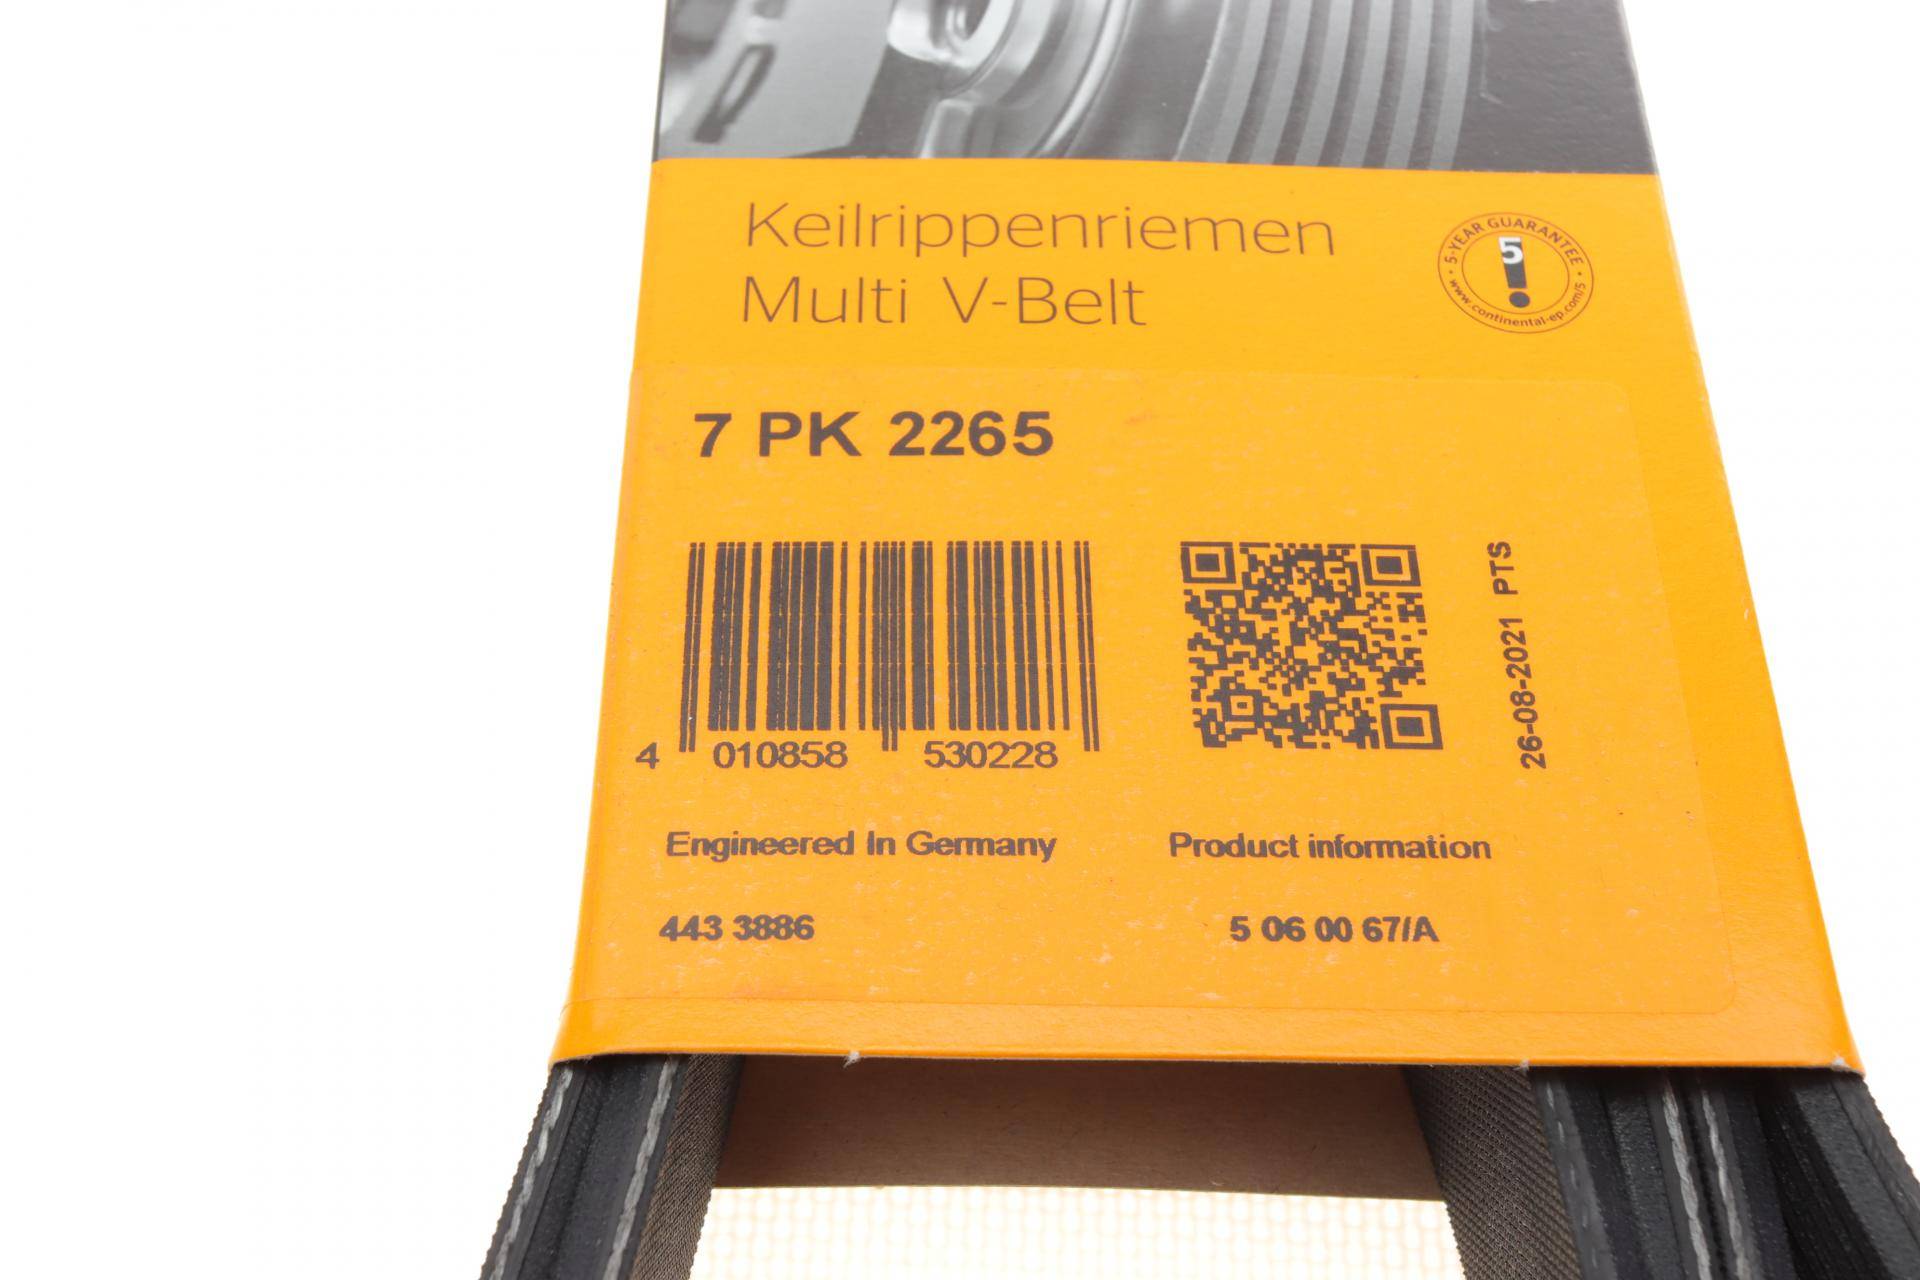 Keilrippenriemen
Multi V-Belt
· 5-YEAR GUARANTEE ·
5
www.continental-ep.com/5
7 PK 2265
4 010858 530228
26-08-2021 PTS
Engineered In Germany
Product information
443 3886
5 06 00 67/A